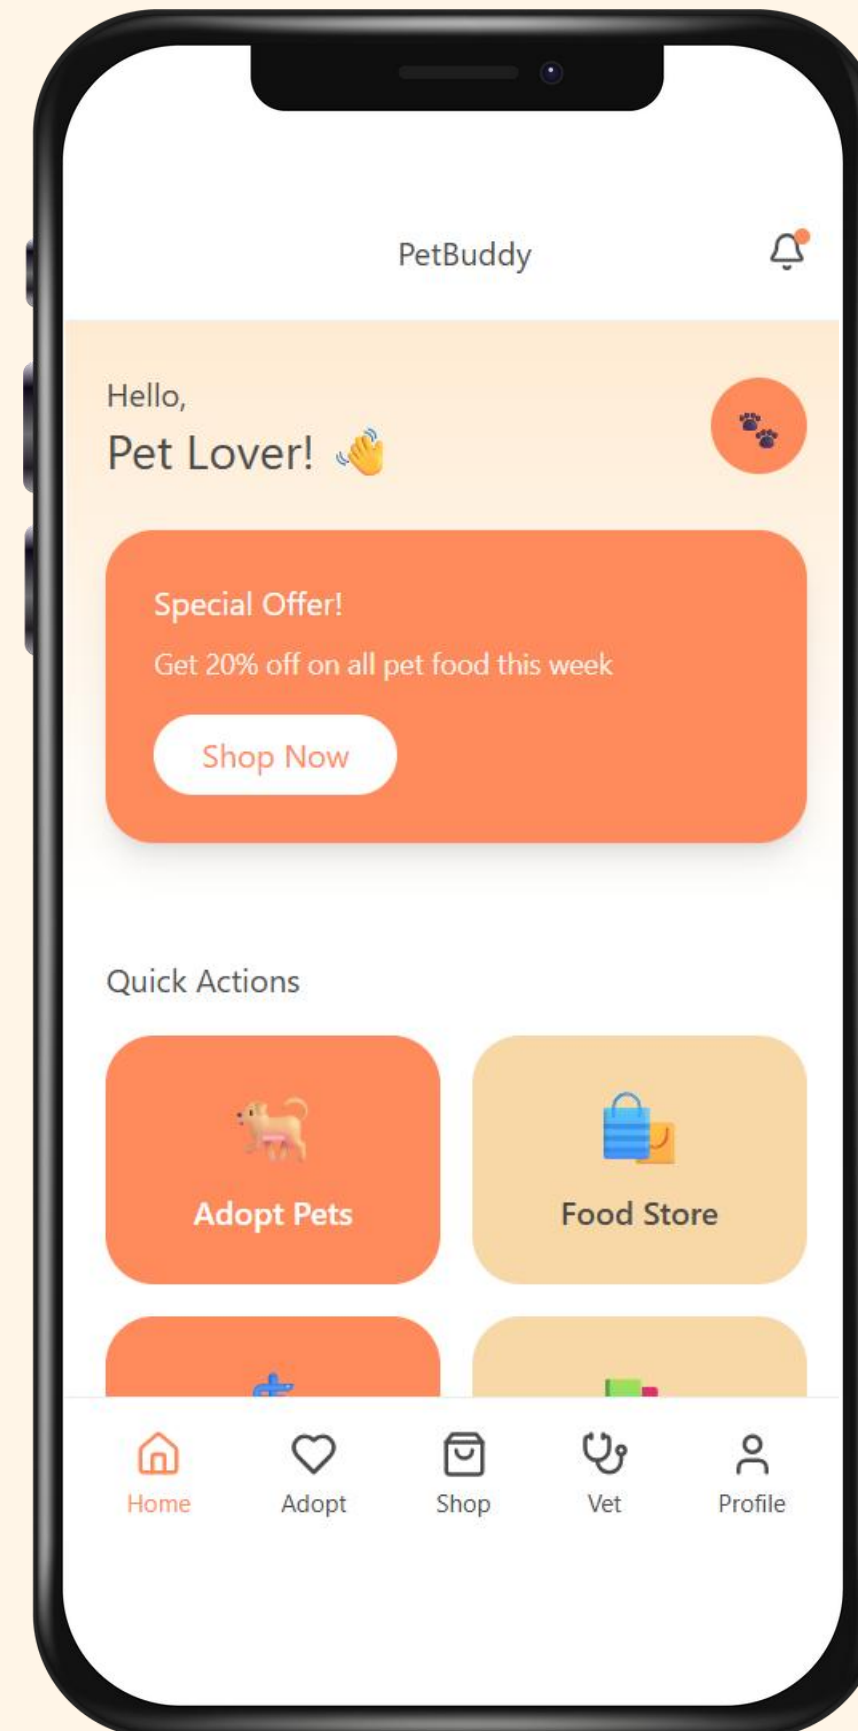 PetBuddy
Hello,
Pet Lover! 👋
Special Offer!
Get 20% off on all pet food this week
Shop Now
Quick Actions
Adopt Pets
Food Store
Home
Adopt
Shop
Vet
Profile